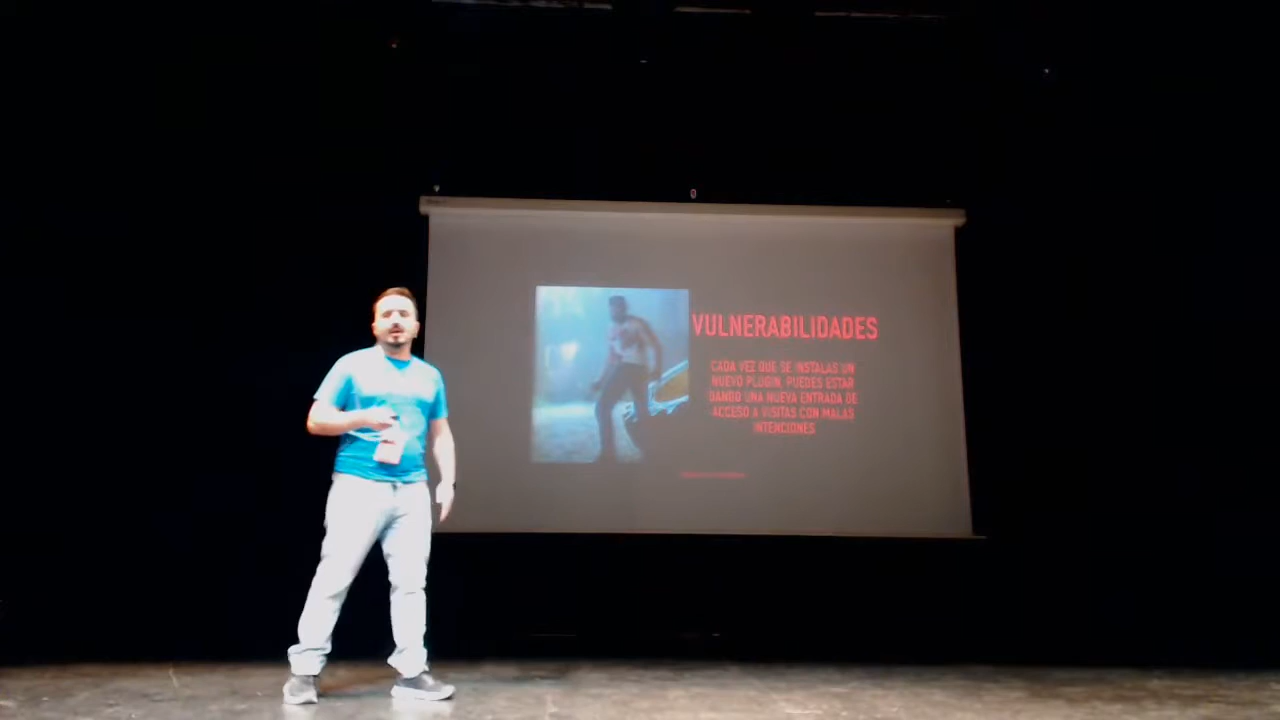 VULNERABILIDADES
CADA VEZ QUE SE INSTALAS UN
NUEVO PLUGIN, PUEDES ESTAR
DANDO UNA NUEVA ENTRADA DE
ACCESO A VISITAS CON MALAS
INTENCIONES